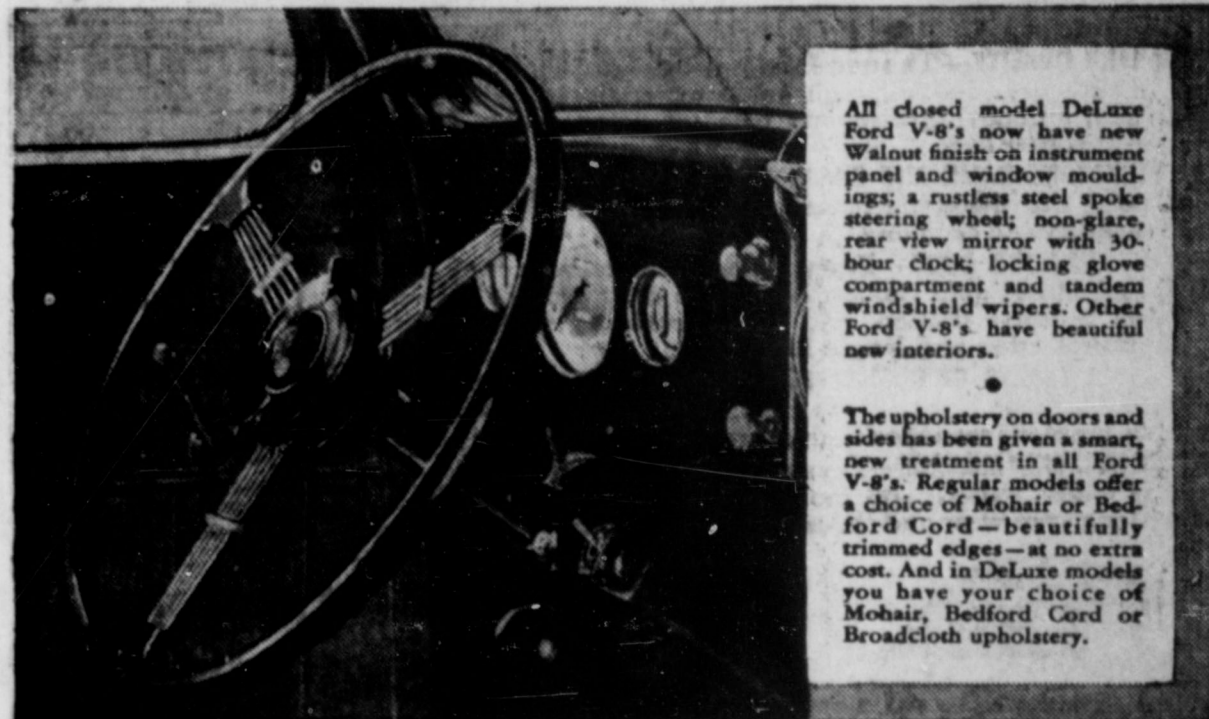 All closed model DeLuxe
Ford V-8's now have new
Walnut finish on instrument
panel and window mould-
ings; a rustless steel spoke
steering wheel; non-glare,
rear view mirror with 30-
hour clock; locking glove
compartment and tandem
windshield wipers. Other
Ford V-8's have beautiful
new interiors.
●
The upholstery on doors and
sides has been given a smart,
new treatment in all Ford
V-8's. Regular models offer
a choice of Mohair or Bed-
ford Cord—beautifully
trimmed edges—at no extra
cost. And in DeLuxe models
you have your choice of
Mohair, Bedford Cord or
Broadcloth upholstery.